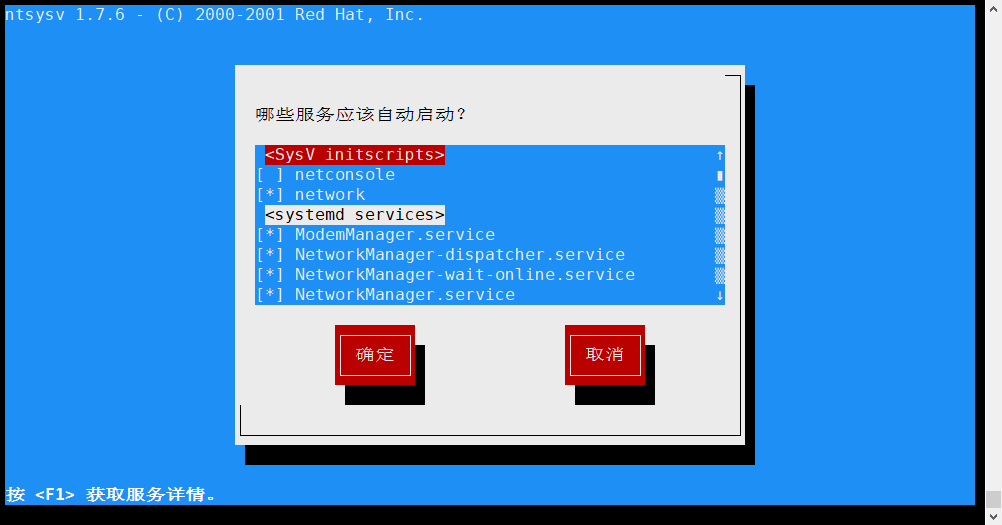 ntsysv 1.7.6 - (C) 2000-2001 Red Hat, Inc.
哪些服务应该自动启动?
<SysV initscripts>
[ ] netconsole
[*] network
<systemd services>
[*] ModemManager.service
[*] NetworkManager-dispatcher.service
[*] NetworkManager-wait-online.service
[*] NetworkManager.service
确定 取消
按 <F1> 获取服务详情。